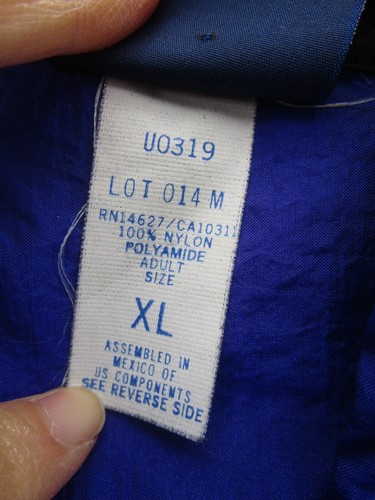 U0319
LOT 014 M
RN14627/CA10311
100% NYLON
POLYAMIDE
ADULT
SIZE
XL
ASSEMBLED IN
MEXICO OF
US COMPONENTS
SEE REVERSE SIDE